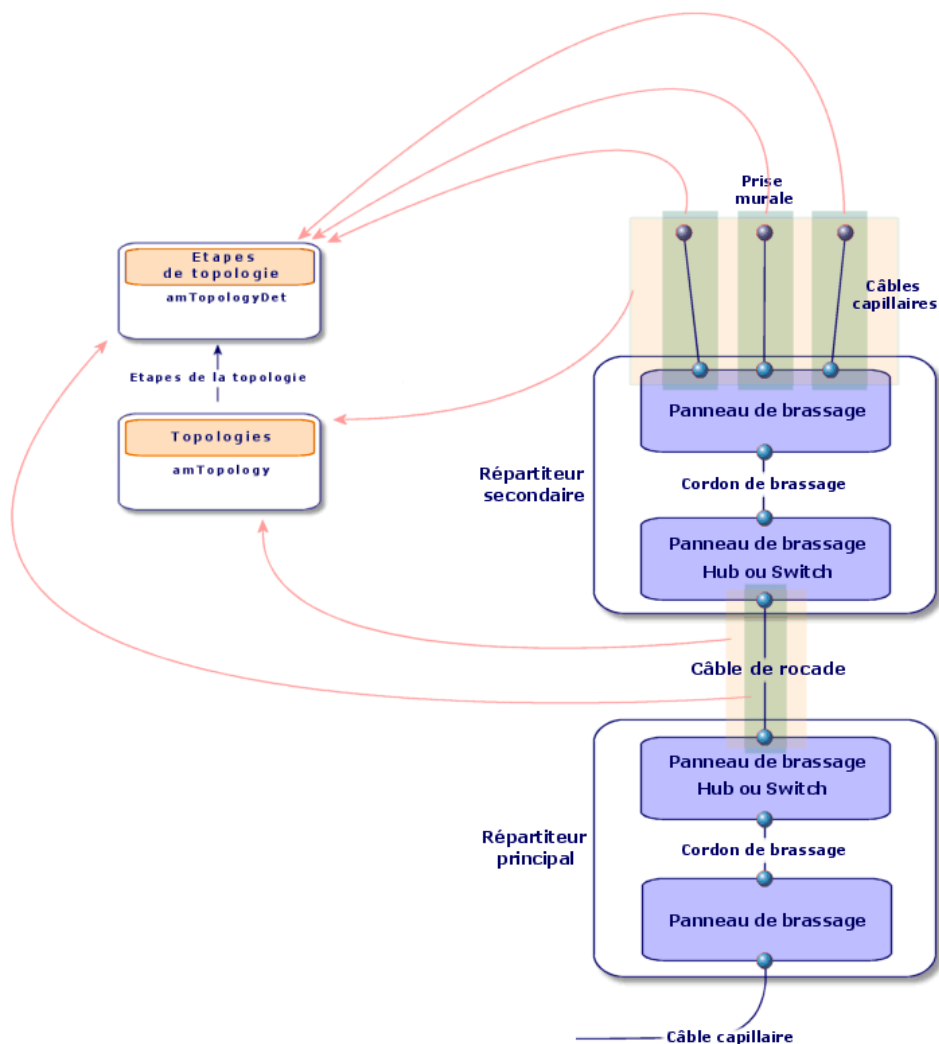 Prise
murale
Etapes
de topologie
amTopologyDet
Câbles
capillaires
Etapes de la topologie
Panneau de brassage
Topologies
amTopology
Répartiteur
secondaire
Cordon de brassage
Panneau de brassage
Hub ou Switch
Câble de rocade
Panneau de brassage
Hub ou Switch
Répartiteur
principal
Cordon de brassage
Panneau de brassage
Câble capillaire